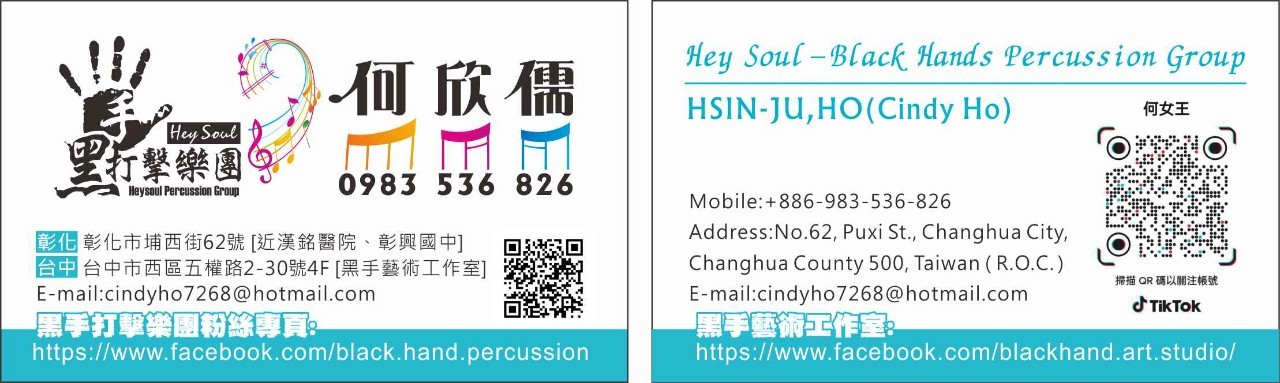 黑手打擊樂團
Hey Soul
Heysoul Percussion Group
何欣儒
0983 536 826
彰化 彰化市埔西街62號 [近漢銘醫院、彰興國中]
台中 台中市西區五權路2-30號4F [黑手藝術工作室]
E-mail:cindyho7268@hotmail.com
黑手打擊樂團粉絲專頁:
https://www.facebook.com/black.hand.percussion
Hey Soul –Black Hands Percussion Group
HSIN-JU,HO(Cindy Ho)
何女王
Mobile:+886-983-536-826
Address:No.62, Puxi St., Changhua City,
Changhua County 500, Taiwan ( R.O.C. )
E-mail:cindyho7268@hotmail.com
掃描 QR 碼以關注帳號
TikTok
黑手藝術工作室:
https://www.facebook.com/blackhand.art.studio/